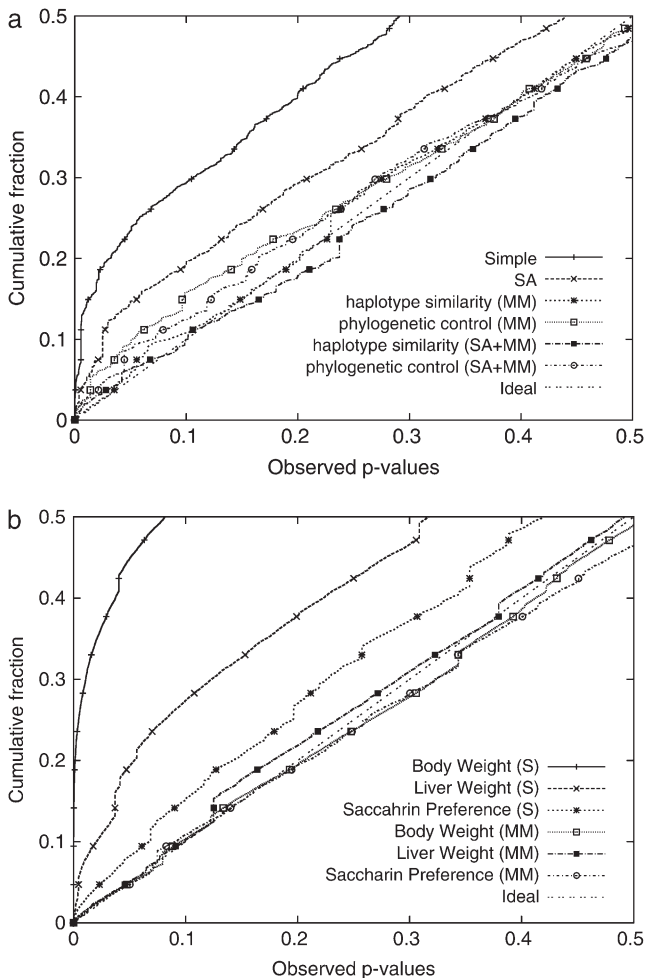 a
0.5
0.4
0.3
0.2
0.1
0
Cumulative fraction
Simple
SA
haplotype similarity (MM)
phylogenetic control (MM)
haplotype similarity (SA+MM)
phylogenetic control (SA+MM)
Ideal
0 0.1 0.2 0.3 0.4 0.5
Observed p-values
b
0.5
0.4
0.3
0.2
0.1
0
Cumulative fraction
Body Weight (S)
Liver Weight (S)
Saccahrin Preference (S)
Body Weight (MM)
Liver Weight (MM)
Saccharin Preference (MM)
Ideal
0 0.1 0.2 0.3 0.4 0.5
Observed p-values